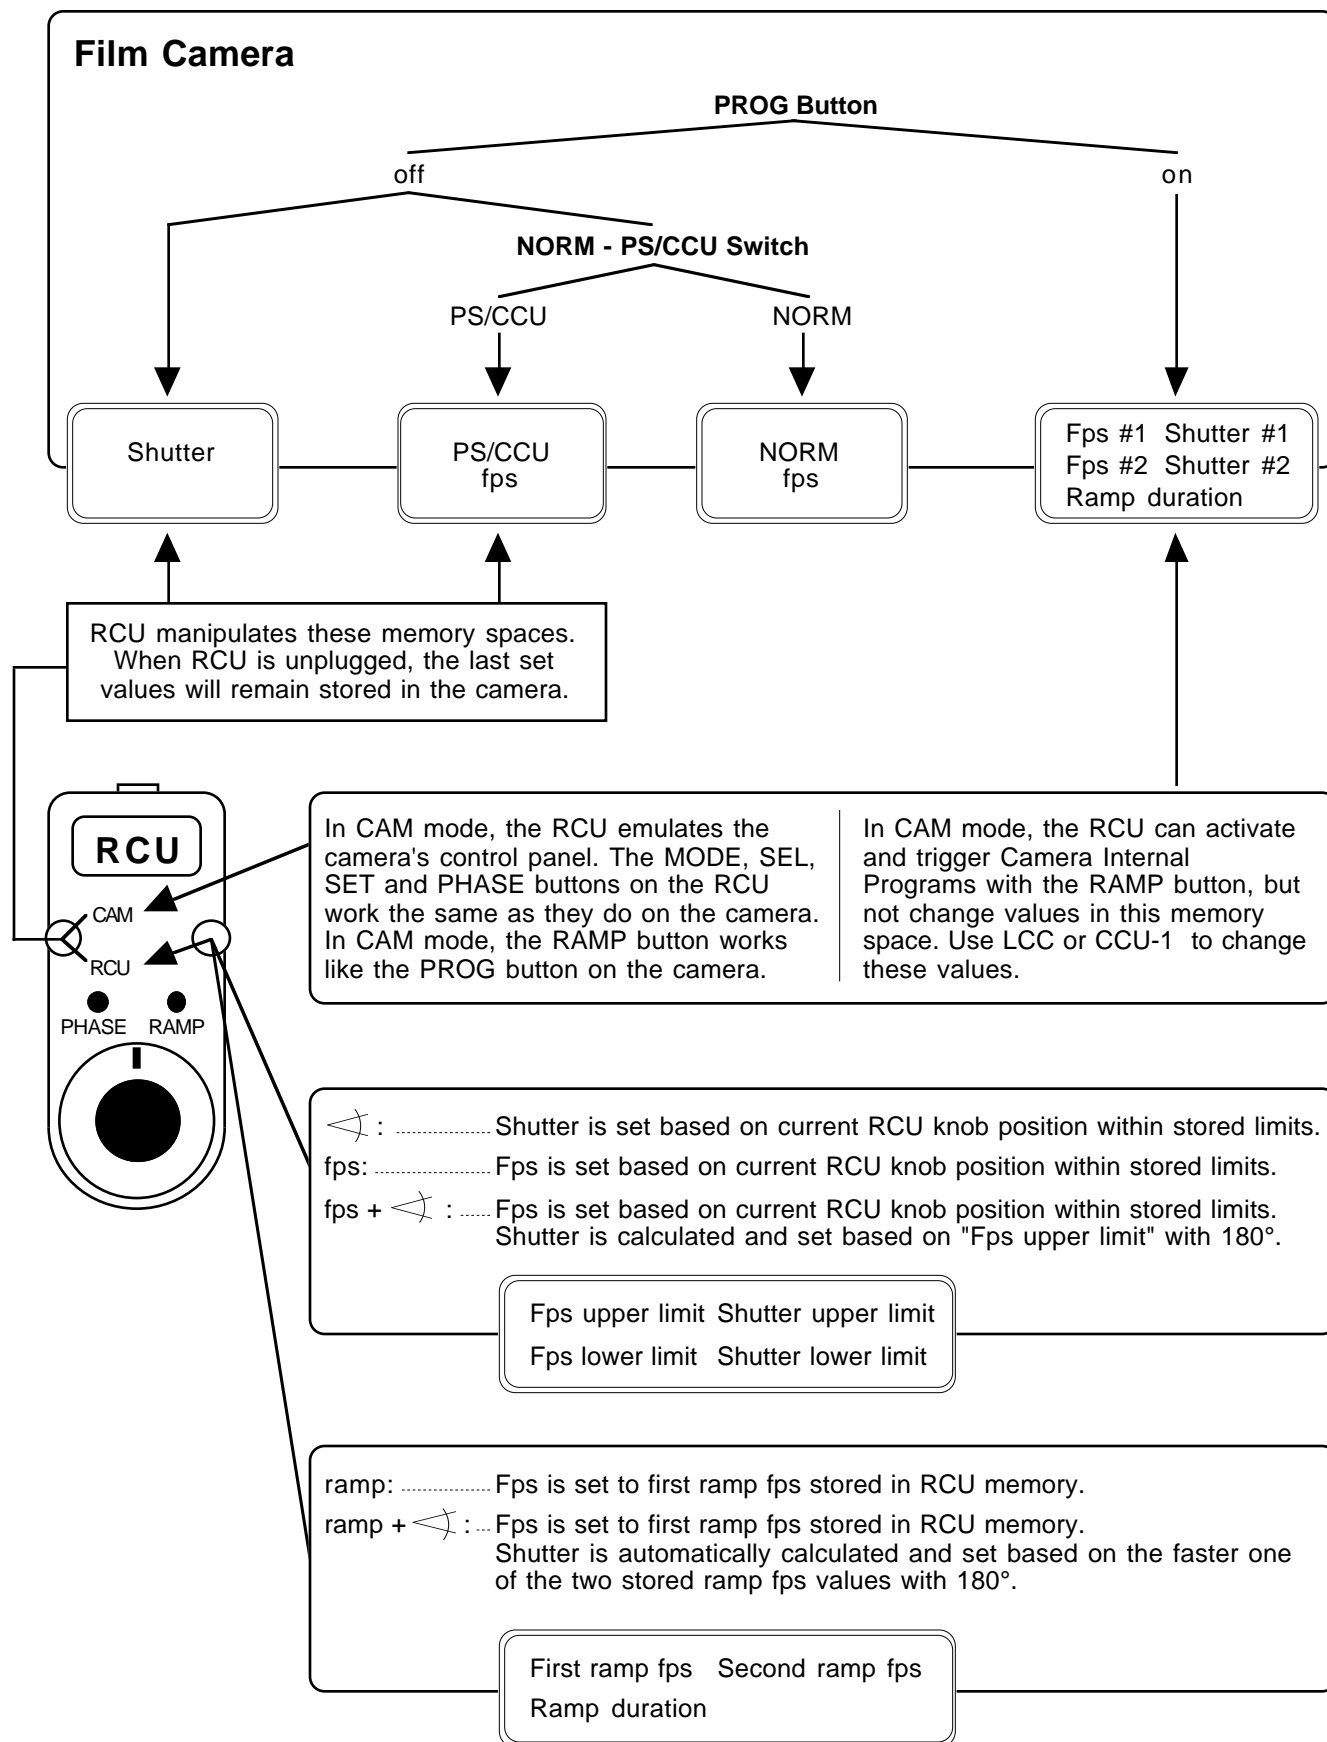 Film Camera
PROG Button
off
on
NORM - PS/CCU Switch
PS/CCU
NORM
Shutter
PS/CCU
fps
NORM
fps
Fps #1 Shutter #1
Fps #2 Shutter #2
Ramp duration
RCU manipulates these memory spaces.
When RCU is unplugged, the last set
values will remain stored in the camera.
RCU
CAM
RCU
PHASE RAMP
In CAM mode, the RCU emulates the
camera's control panel. The MODE, SEL,
SET and PHASE buttons on the RCU
work the same as they do on the camera.
In CAM mode, the RAMP button works
like the PROG button on the camera.
In CAM mode, the RCU can activate
and trigger Camera Internal
Programs with the RAMP button, but
not change values in this memory
space. Use LCC or CCU-1 to change
these values.
: .............. Shutter is set based on current RCU knob position within stored limits.
fps: .............. Fps is set based on current RCU knob position within stored limits.
fps + : ...... Fps is set based on current RCU knob position within stored limits.
Shutter is calculated and set based on "Fps upper limit" with 180°.
Fps upper limit Shutter upper limit
Fps lower limit Shutter lower limit
ramp: .............. Fps is set to first ramp fps stored in RCU memory.
ramp + : ... Fps is set to first ramp fps stored in RCU memory.
Shutter is automatically calculated and set based on the faster one
of the two stored ramp fps values with 180°.
First ramp fps Second ramp fps
Ramp duration